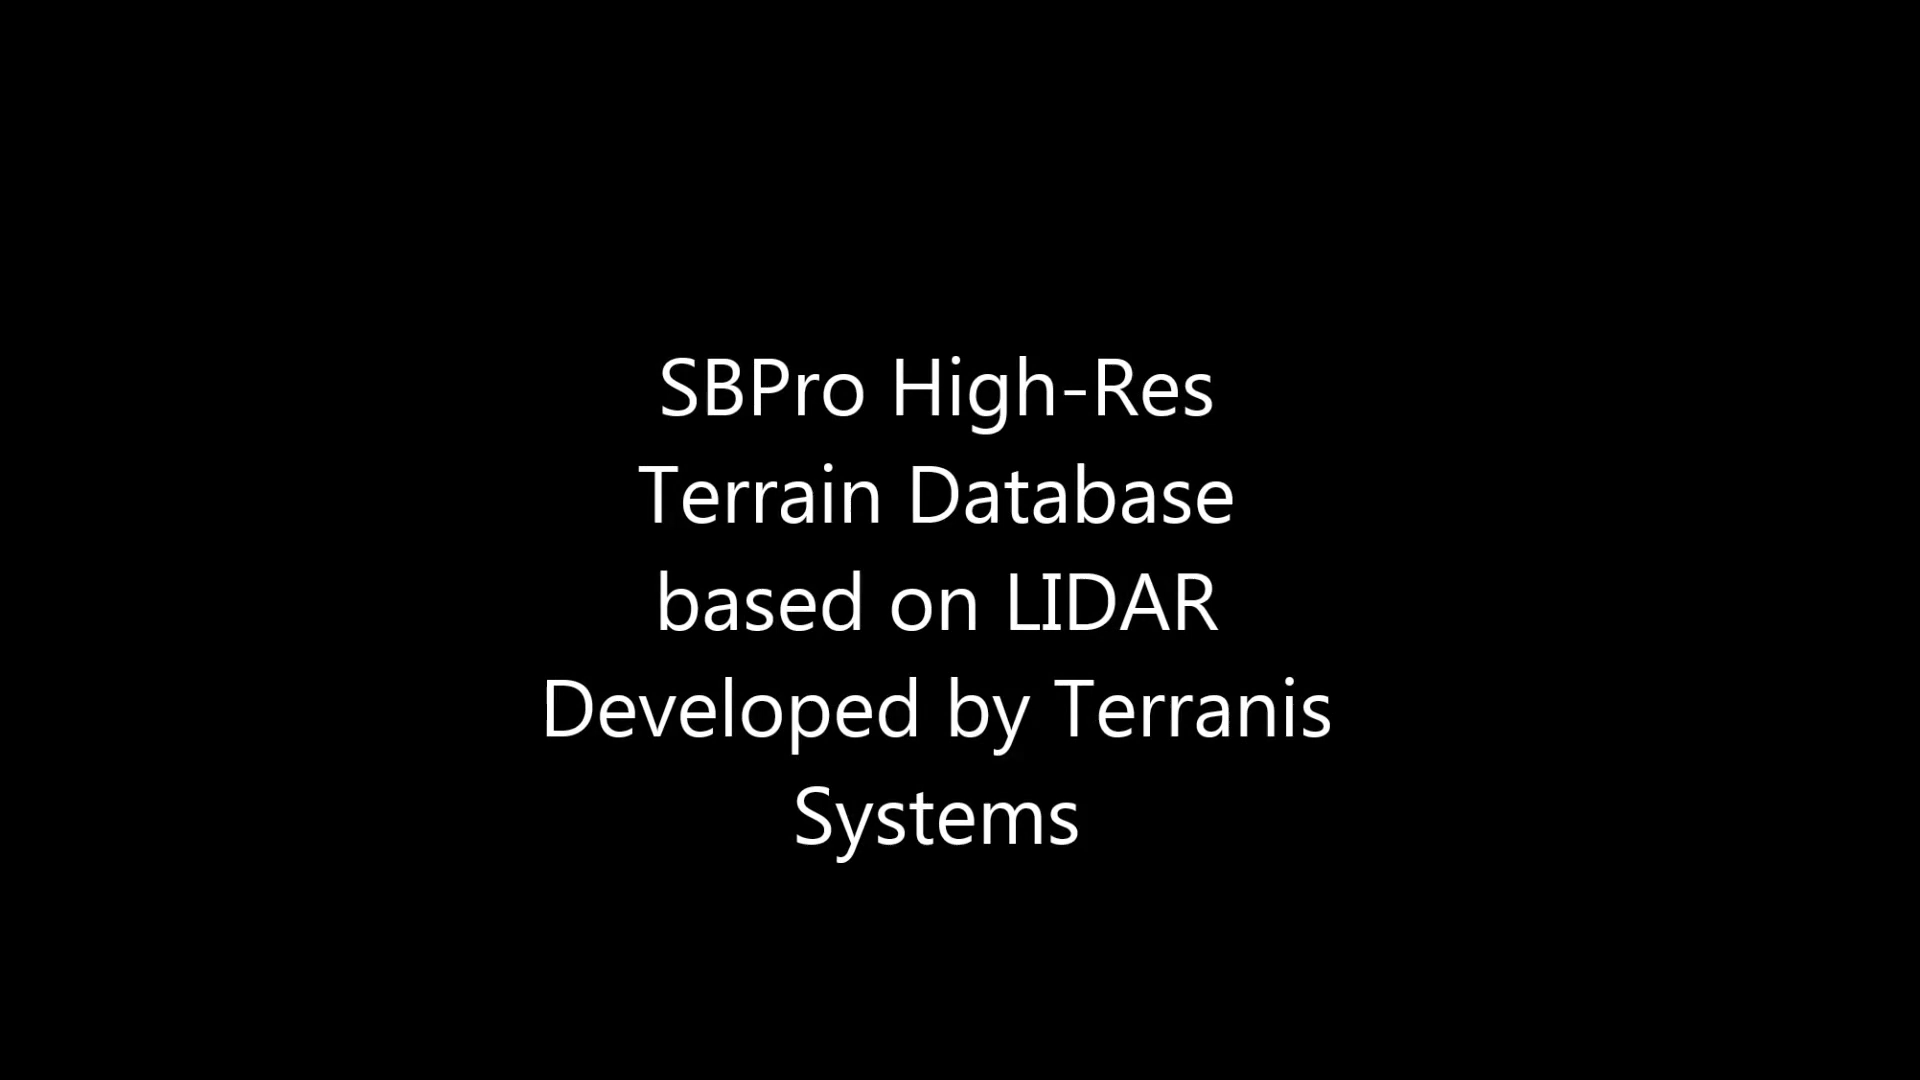 SBPro High-Res
Terrain Database
based on LIDAR
Developed by Terranis
Systems